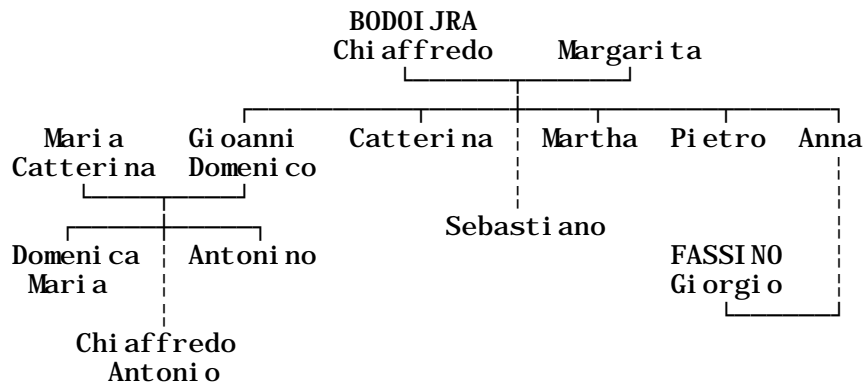 BODOIJRA
Chiaffredo Margarita
Maria Gioanni Catterina Martha Pietro Anna
Catterina Domenico
Sebastiano
Domenica Antonino FASSINO
Maria Giorgio
Chiaffredo
Antonio